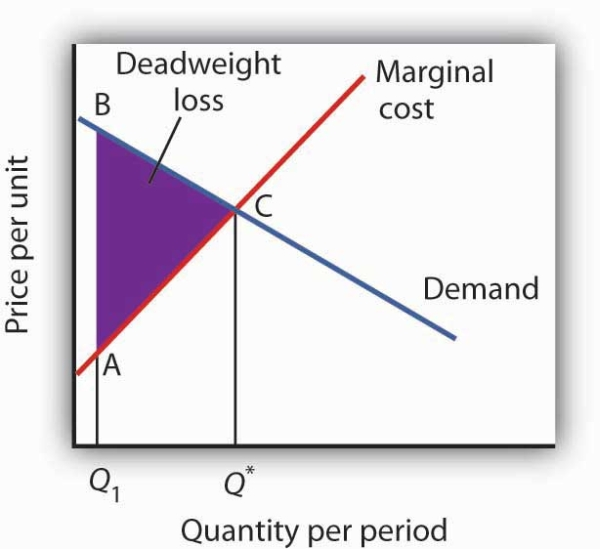 Deadweight
loss
Marginal
cost
B
C
Demand
A
Price per unit
Q1
Q*
Quantity per period